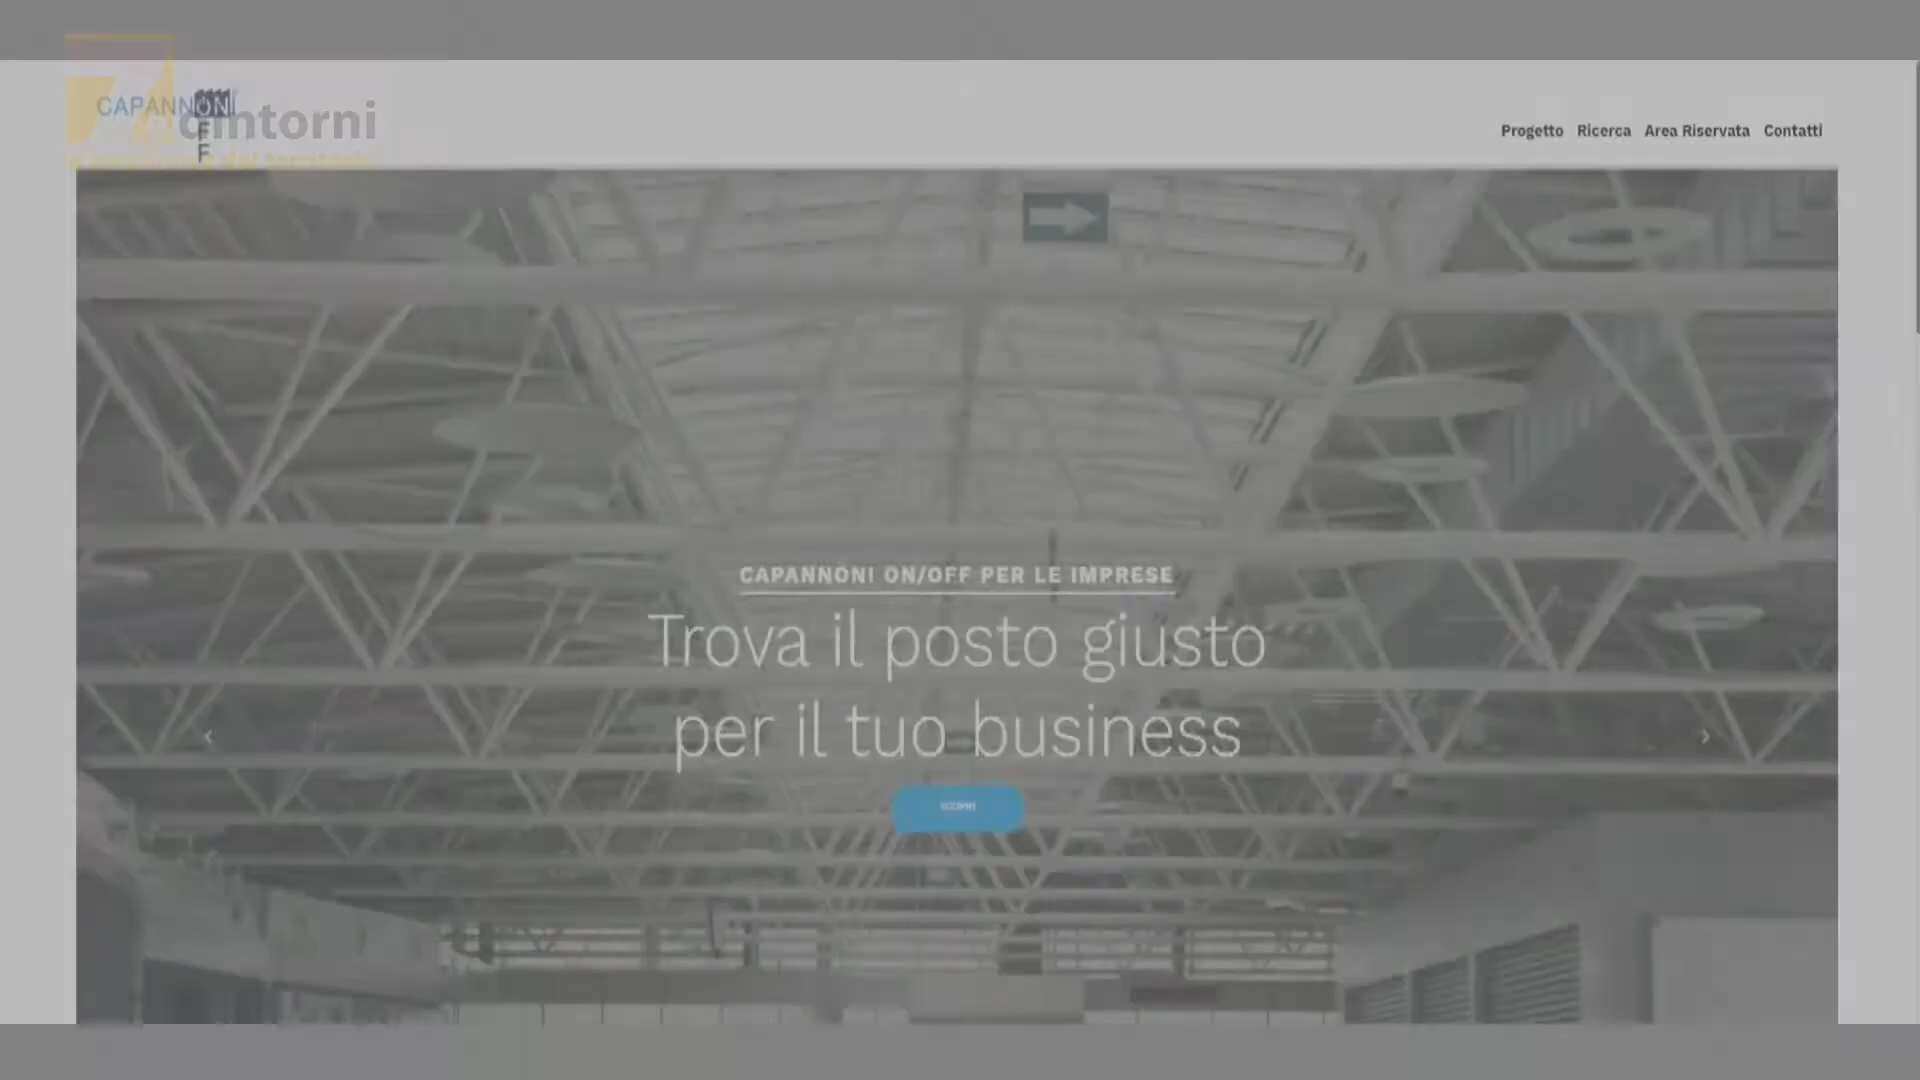 CAPANNONI
OFF
dintorni
Progetto Ricerca Area Riservata Contatti
CAPANNONI ON/OFF PER LE IMPRESE
Trova il posto giusto
per il tuo business